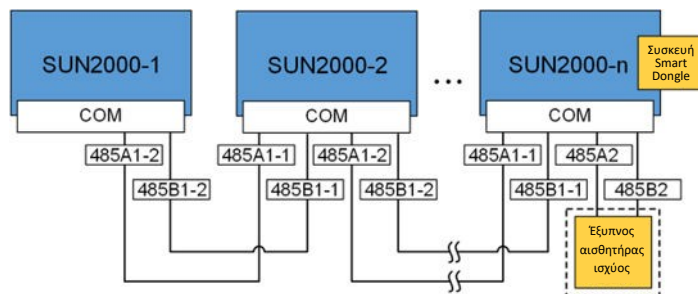 SUN2000-1
SUN2000-2
...
SUN2000-n
Συσκευή
Smart
Dongle
COM
COM
COM
485A1-2
485A1-1
485A1-2
485A1-1
485A2
485B1-2
485B1-1
485B1-2
485B1-1
485B2
Έξυπνος
αισθητήρας
ισχύος